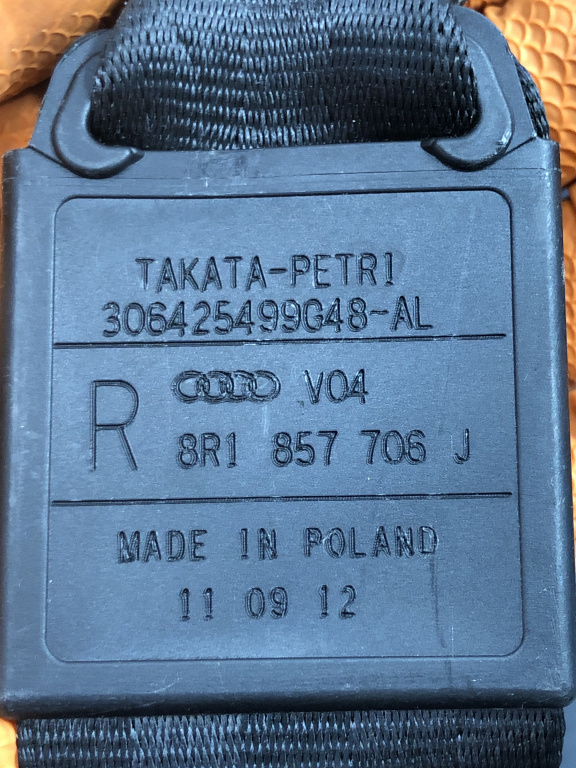 TAKATA-PETRI
306425499G48-AL
R V04
8R1 857 706 J
MADE IN POLAND
11 09 12